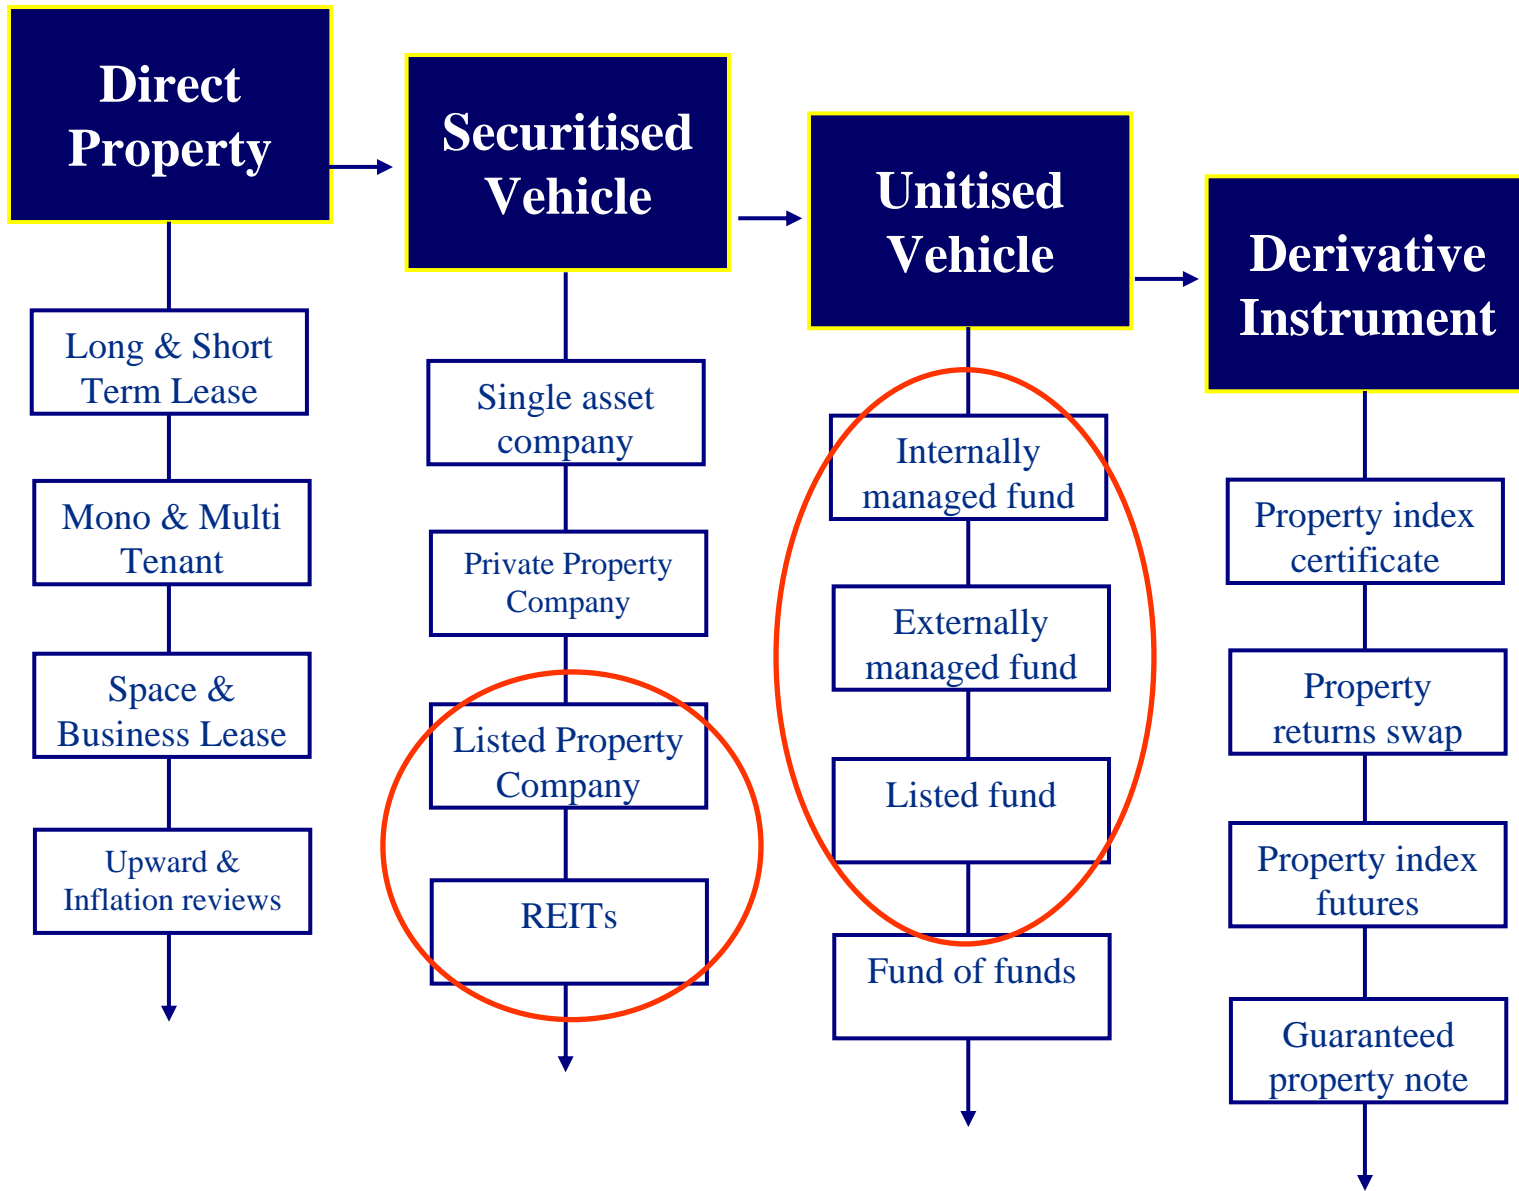 Direct
Property
Long & Short
Term Lease
Mono & Multi
Tenant
Space &
Business Lease
Upward &
Inflation reviews
Securitised
Vehicle
Single asset
company
Private Property
Company
Listed Property
Company
REITs
Unitised
Vehicle
Internally
managed fund
Externally
managed fund
Listed fund
Fund of funds
Derivative
Instrument
Property index
certificate
Property
returns swap
Property index
futures
Guaranteed
property note